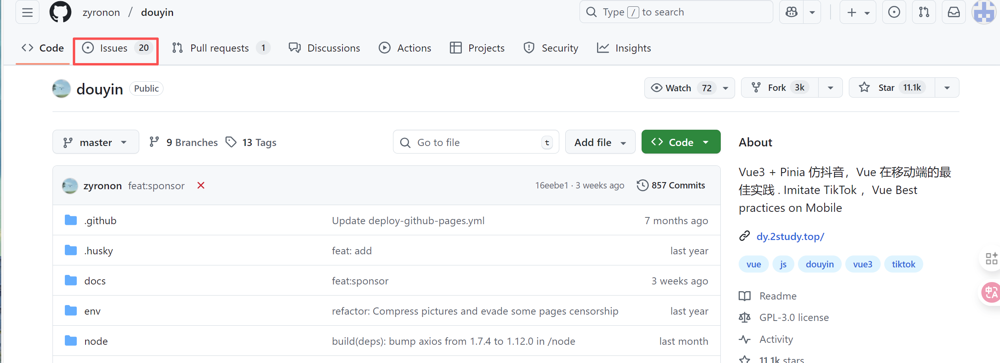 zyronon / douyin
Type / to search
Code
Issues 20
Pull requests 1
Discussions
Actions
Projects
Security
Insights
douyin Public
Watch 72
Fork 3k
Star 11.1k
master
9 Branches
13 Tags
Go to file t
Add file
Code
zyronon feat:sponsor 16eebe1 · 3 weeks ago 857 Commits
.github Update deploy-github-pages.yml 7 months ago
.husky feat: add last year
docs feat:sponsor 3 weeks ago
env refactor: Compress pictures and evade some pages censorship last year
node build(deps): bump axios from 1.7.4 to 1.12.0 in /node last month
About
Vue3 + Pinia 仿抖音，Vue 在移动端的最
佳实践 . Imitate TikTok ，Vue Best
practices on Mobile
dy.2study.top/
vue js douyin vue3 tiktok
Readme
GPL-3.0 license
Activity
11.1k stars